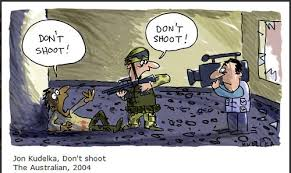 DON'T
SHOOT!
DON'T
SHOOT!
Jon Kudelka, Don't shoot
The Australian, 2004